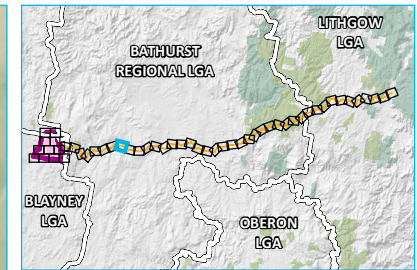 LITHGOW
LGA
BATHURST
REGIONAL LGA
BLAYNEY
LGA
OBERON
LGA